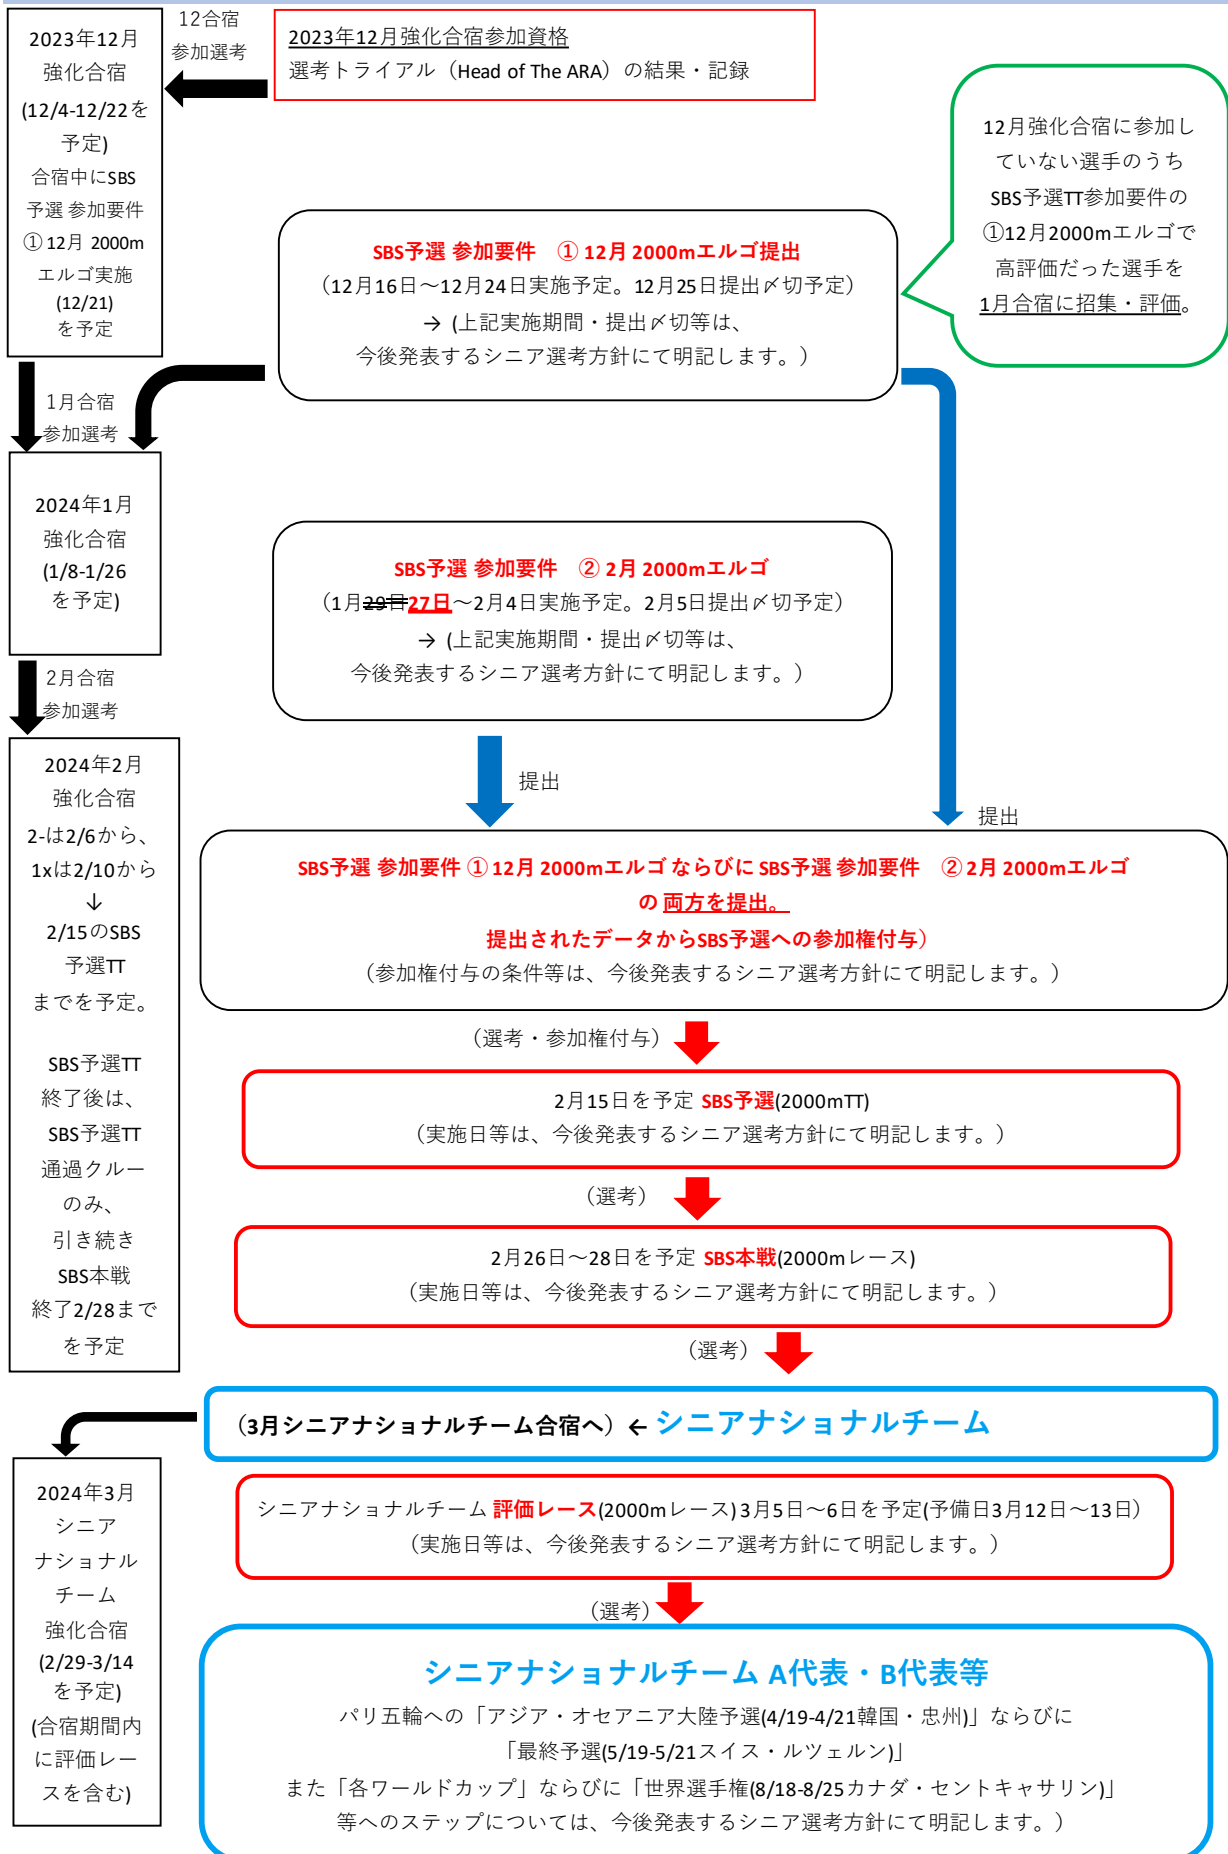 12合宿
参加選考
2023年12月強化合宿参加資格
選考トライアル（Head of The ARA）の結果・記録
2023年12月
強化合宿
(12/4-12/22を
予定)
合宿中にSBS
予選 参加要件
① 12月 2000m
エルゴ実施
(12/21)
を予定
12月強化合宿に参加し
ていない選手のうち
SBS予選TT参加要件の
①12月2000mエルゴで
高評価だった選手を
1月合宿に招集・評価。
SBS予選 参加要件　① 12月 2000mエルゴ提出
（12月16日～12月24日実施予定。12月25日提出〆切予定）
→ (上記実施期間・提出〆切等は、
今後発表するシニア選考方針にて明記します。）
1月合宿
参加選考
2024年1月
強化合宿
(1/8-1/26
を予定)
SBS予選 参加要件　② 2月 2000mエルゴ
（1月29日27日～2月4日実施予定。2月5日提出〆切予定）
→ (上記実施期間・提出〆切等は、
今後発表するシニア選考方針にて明記します。）
2月合宿
参加選考
提出
提出
2024年2月
強化合宿
2-は2/6から、
1xは2/10から
↓
2/15のSBS
予選TT
までを予定。
SBS予選TT
終了後は、
SBS予選TT
通過クルー
のみ、
引き続き
SBS本戦
終了2/28まで
を予定
SBS予選 参加要件 ① 12月 2000mエルゴ ならびに SBS予選 参加要件　② 2月 2000mエルゴ
の 両方を提出。
提出されたデータからSBS予選への参加権付与）
（参加権付与の条件等は、今後発表するシニア選考方針にて明記します。）
（選考・参加権付与）
2月15日を予定 SBS予選(2000mTT)
（実施日等は、今後発表するシニア選考方針にて明記します。）
（選考）
2月26日～28日を予定 SBS本戦(2000mレース)
（実施日等は、今後発表するシニア選考方針にて明記します。）
（選考）
（3月シニアナショナルチーム合宿へ）← シニアナショナルチーム
2024年3月
シニア
ナショナル
チーム
強化合宿
(2/29-3/14
を予定)
(合宿期間内
に評価レー
スを含む)
シニアナショナルチーム 評価レース(2000mレース) 3月5日～6日を予定(予備日3月12日～13日）
（実施日等は、今後発表するシニア選考方針にて明記します。）
（選考）
シニアナショナルチーム A代表・B代表等
パリ五輪への「アジア・オセアニア大陸予選(4/19-4/21韓国・忠州)」ならびに
「最終予選(5/19-5/21スイス・ルツェルン)」
また「各ワールドカップ」ならびに「世界選手権(8/18-8/25カナダ・セントキャサリン)」
等へのステップについては、今後発表するシニア選考方針にて明記します。）